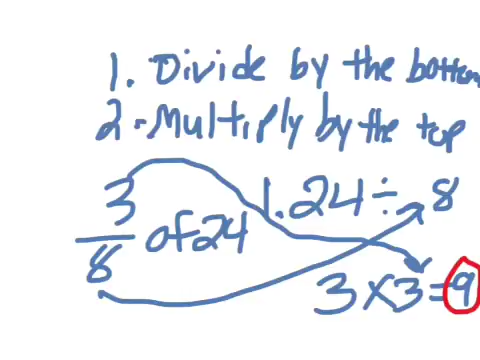 1. Divide by the bottom
2. Multiply by the top
3/8 of 24
1. 24 ÷ 8
3 x 3 = 9